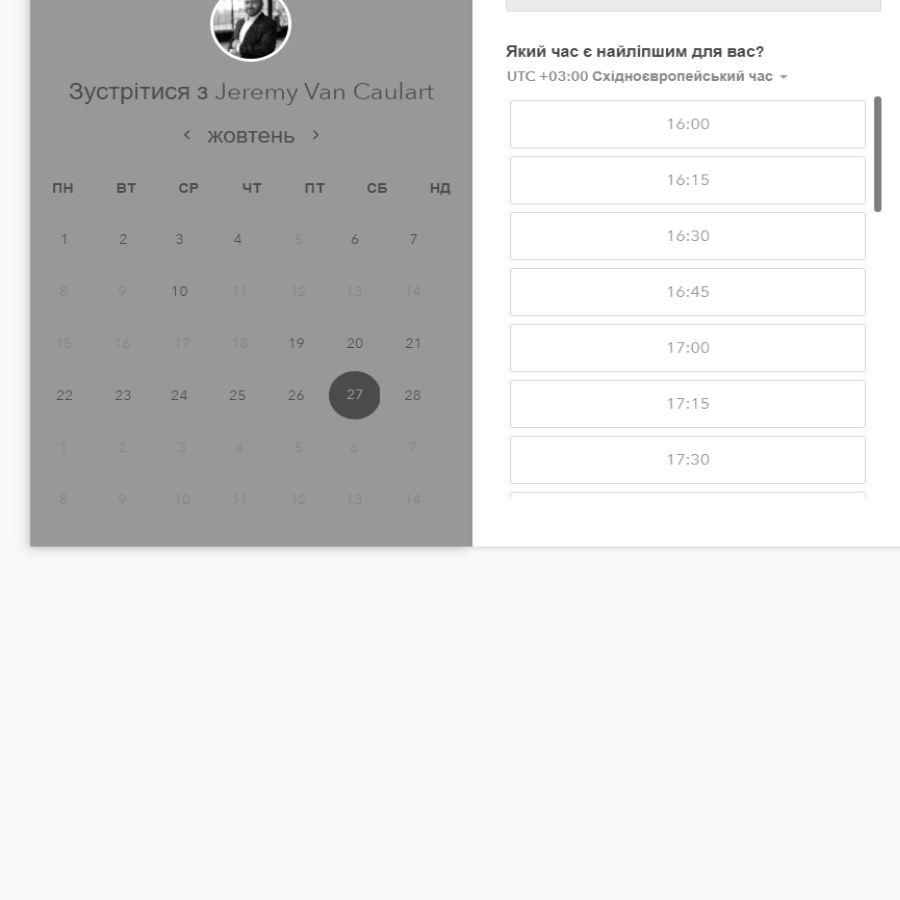 Зустрітися з Jeremy Van Caulart
жовтень
ПН ВТ СР ЧТ ПТ СБ НД
1 2 3 4 5 6 7
8 9 10 11 12 13 14
15 16 17 18 19 20 21
22 23 24 25 26 27 28
1 2 3 4 5 6 7
8 9 10 11 12 13 14
Який час є найліпшим для вас?
UTC +03:00 Східноєвропейський час
16:00
16:15
16:30
16:45
17:00
17:15
17:30